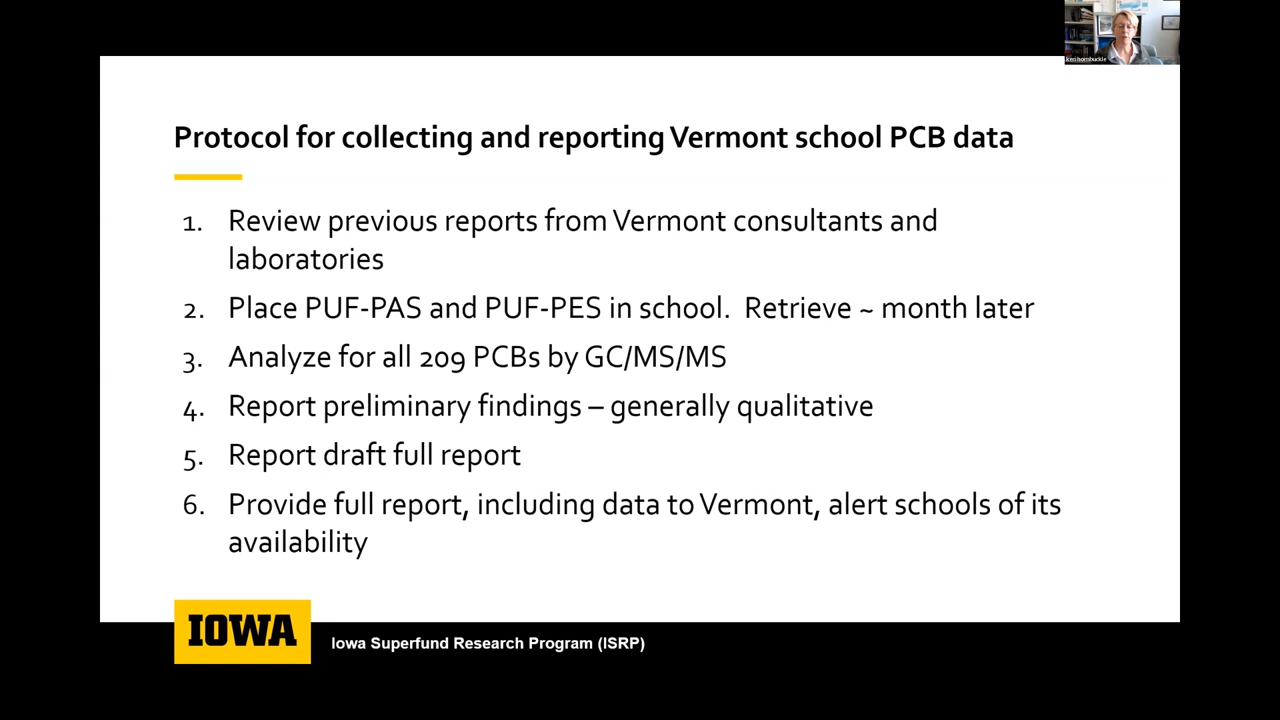 keri hornbuckle
Protocol for collecting and reporting Vermont school PCB data
1. Review previous reports from Vermont consultants and
laboratories
2. Place PUF-PAS and PUF-PES in school. Retrieve ~ month later
3. Analyze for all 209 PCBs by GC/MS/MS
4. Report preliminary findings – generally qualitative
5. Report draft full report
6. Provide full report, including data to Vermont, alert schools of its
availability
IOWA
Iowa Superfund Research Program (ISRP)